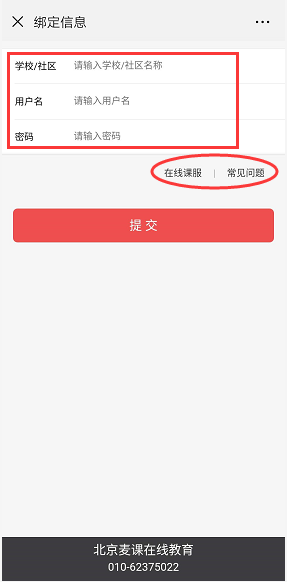 绑定信息
学校/社区 请输入学校/社区名称
用户名 请输入用户名
密码 请输入密码
在线课服 | 常见问题
提交
北京麦课在线教育
010-62375022